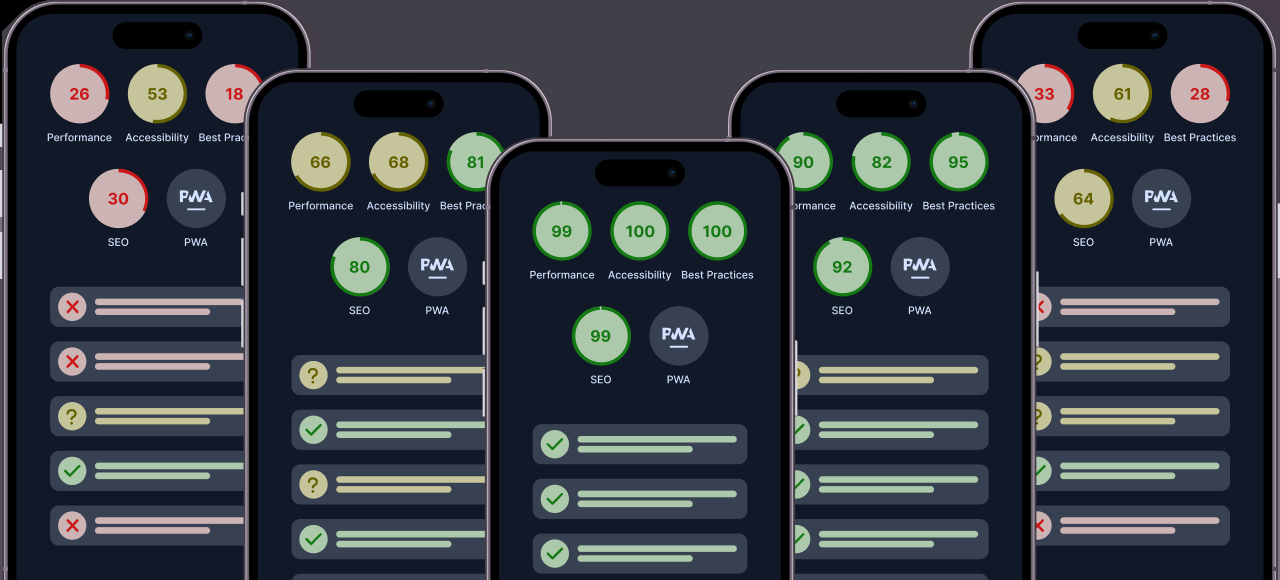 26 53 18
Performance Accessibility Best Prac
30 PWA
SEO PWA
?
66 68 81
Performance Accessibility Best Prac
80 PWA
SEO PWA
?
?
99 100 100
Performance Accessibility Best Practices
99 PWA
SEO PWA
90 82 95
ormance Accessibility Best Practices
92 PWA
SEO PWA
?
33 61 28
ormance Accessibility Best Practices
64 PWA
SEO PWA
?
?